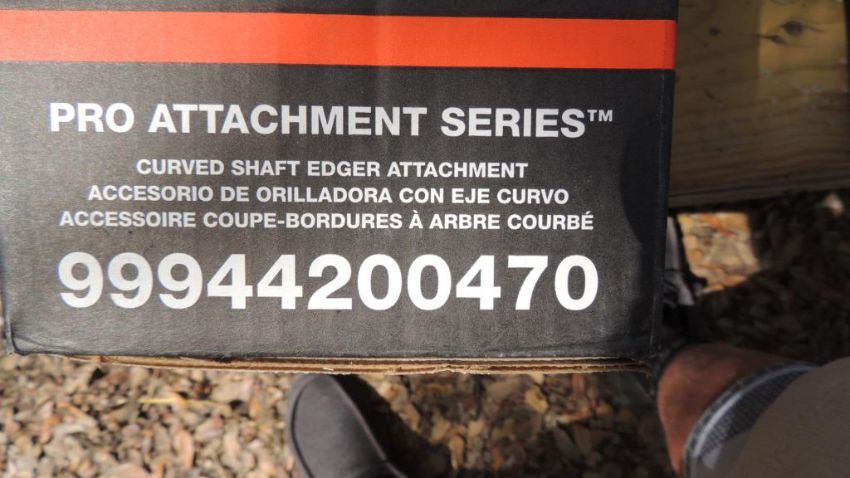 PRO ATTACHMENT SERIES™
CURVED SHAFT EDGER ATTACHMENT
ACCESORIO DE ORILLADORA CON EJE CURVO
ACCESSOIRE COUPE-BORDURES À ARBRE COURBÉ
99944200470